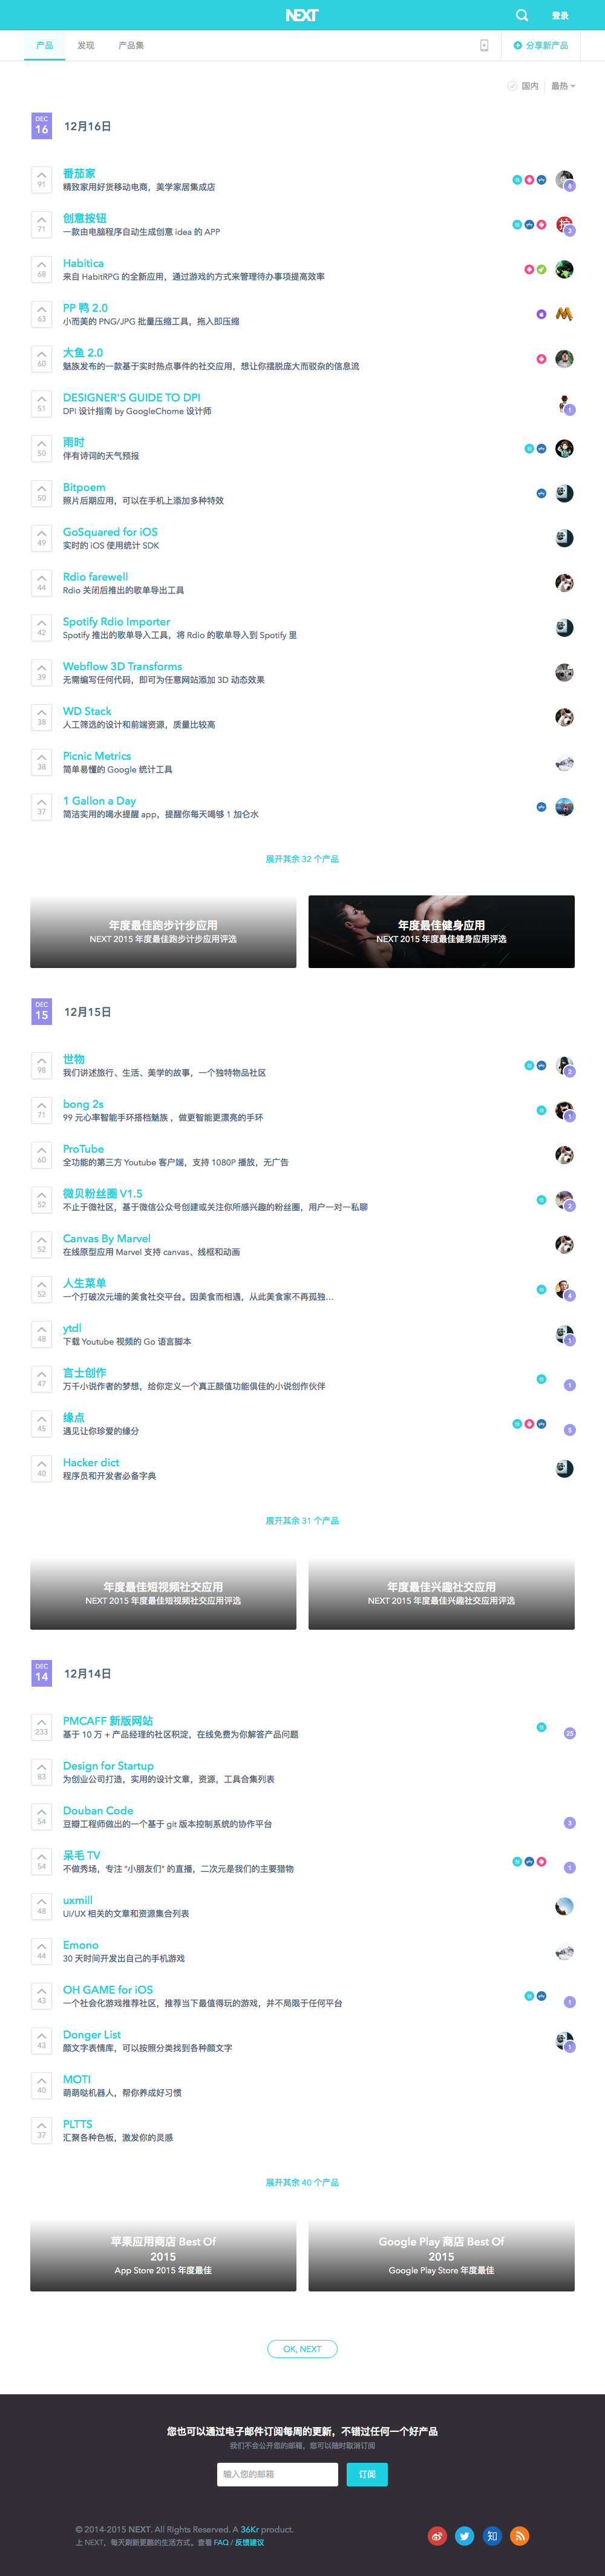 NEXT
登录
产品
发现
产品集
分享新产品
国内
最热
DEC
16
12月16日
91
番茄家
精致家用好货移动电商，美学家居集成店
8
71
创意按钮
一款由电脑程序自动生成创意 idea 的 APP
3
68
Habitica
来自 HabitRPG 的全新应用，通过游戏的方式来管理待办事项提高效率
63
PP 鸭 2.0
小而美的 PNG/JPG 批量压缩工具，拖入即压缩
60
大鱼 2.0
魅族发布的一款基于实时热点事件的社交应用，想让你摆脱庞大而驳杂的信息流
51
DESIGNER'S GUIDE TO DPI
DPI 设计指南 by GoogleChome 设计师
1
50
雨时
伴有诗词的天气预报
50
Bitpoem
照片后期应用，可以在手机上添加多种特效
49
GoSquared for iOS
实时的 iOS 使用统计 SDK
44
Rdio farewell
Rdio 关闭后推出的歌单导出工具
42
Spotify Rdio Importer
Spotify 推出的歌单导入工具，将 Rdio 的歌单导入到 Spotify 里
39
Webflow 3D Transforms
无需编写任何代码，即可为任意网站添加 3D 动态效果
38
WD Stack
人工筛选的设计和前端资源，质量比较高
38
Picnic Metrics
简单易懂的 Google 统计工具
37
1 Gallon a Day
简洁实用的喝水提醒 app，提醒你每天喝够 1 加仑水
展开其余 32 个产品
年度最佳跑步计步应用
NEXT 2015 年度最佳跑步计步应用评选
年度最佳健身应用
NEXT 2015 年度最佳健身应用评选
DEC
15
12月15日
98
世物
我们讲述旅行、生活、美学的故事，一个独特物品社区
2
71
bong 2s
99 元心率智能手环搭档魅族 ，做更智能更漂亮的手环
1
60
ProTube
全功能的第三方 Youtube 客户端，支持 1080P 播放，无广告
52
微贝粉丝圈 V1.5
不止于微社区，基于微信公众号创建或关注你所感兴趣的粉丝圈，用户一对一私聊
2
52
Canvas By Marvel
在线原型应用 Marvel 支持 canvas、线框和动画
52
人生菜单
一个打破次元墙的美食社交平台。因美食而相遇，从此美食家不再孤独…
4
48
ytdl
下载 Youtube 视频的 Go 语言脚本
1
47
言士创作
万千小说作者的梦想，给你定义一个真正颜值功能俱佳的小说创作伙伴
1
45
缘点
遇见让你珍爱的缘分
5
40
Hacker dict
程序员和开发者必备字典
展开其余 31 个产品
年度最佳短视频社交应用
NEXT 2015 年度最佳短视频社交应用评选
年度最佳兴趣社交应用
NEXT 2015 年度最佳兴趣社交应用评选
DEC
14
12月14日
233
PMCAFF 新版网站
基于 10 万 + 产品经理的社区积淀，在线免费为你解答产品问题
25
83
Design for Startup
为创业公司打造，实用的设计文章，资源，工具合集列表
54
Douban Code
豆瓣工程师做出的一个基于 git 版本控制系统的协作平台
3
54
呆毛 TV
不做秀场，专注 “小朋友们” 的直播，二次元是我们的主要猎物
1
48
uxmill
UI/UX 相关的文章和资源集合列表
44
Emono
30 天时间开发出自己的手机游戏
43
OH GAME for iOS
一个社会化游戏推荐社区，推荐当下最值得玩的游戏，并不局限于任何平台
1
43
Donger List
颜文字表情库，可以按照分类找到各种颜文字
1
40
MOTI
萌萌哒机器人，帮你养成好习惯
37
PLTTS
汇聚各种色板，激发你的灵感
展开其余 40 个产品
苹果应用商店 Best Of
2015
App Store 2015 年度最佳
Google Play 商店 Best Of
2015
Google Play Store 年度最佳
OK, NEXT
您也可以通过电子邮件订阅每周的更新，不错过任何一个好产品
我们不会公开您的邮箱，您可以随时取消订阅
输入您的邮箱
订阅
© 2014-2015 NEXT. All Rights Reserved. A 36Kr product.
上 NEXT，每天刷新更酷的生活方式。查看 FAQ / 反馈建议
知